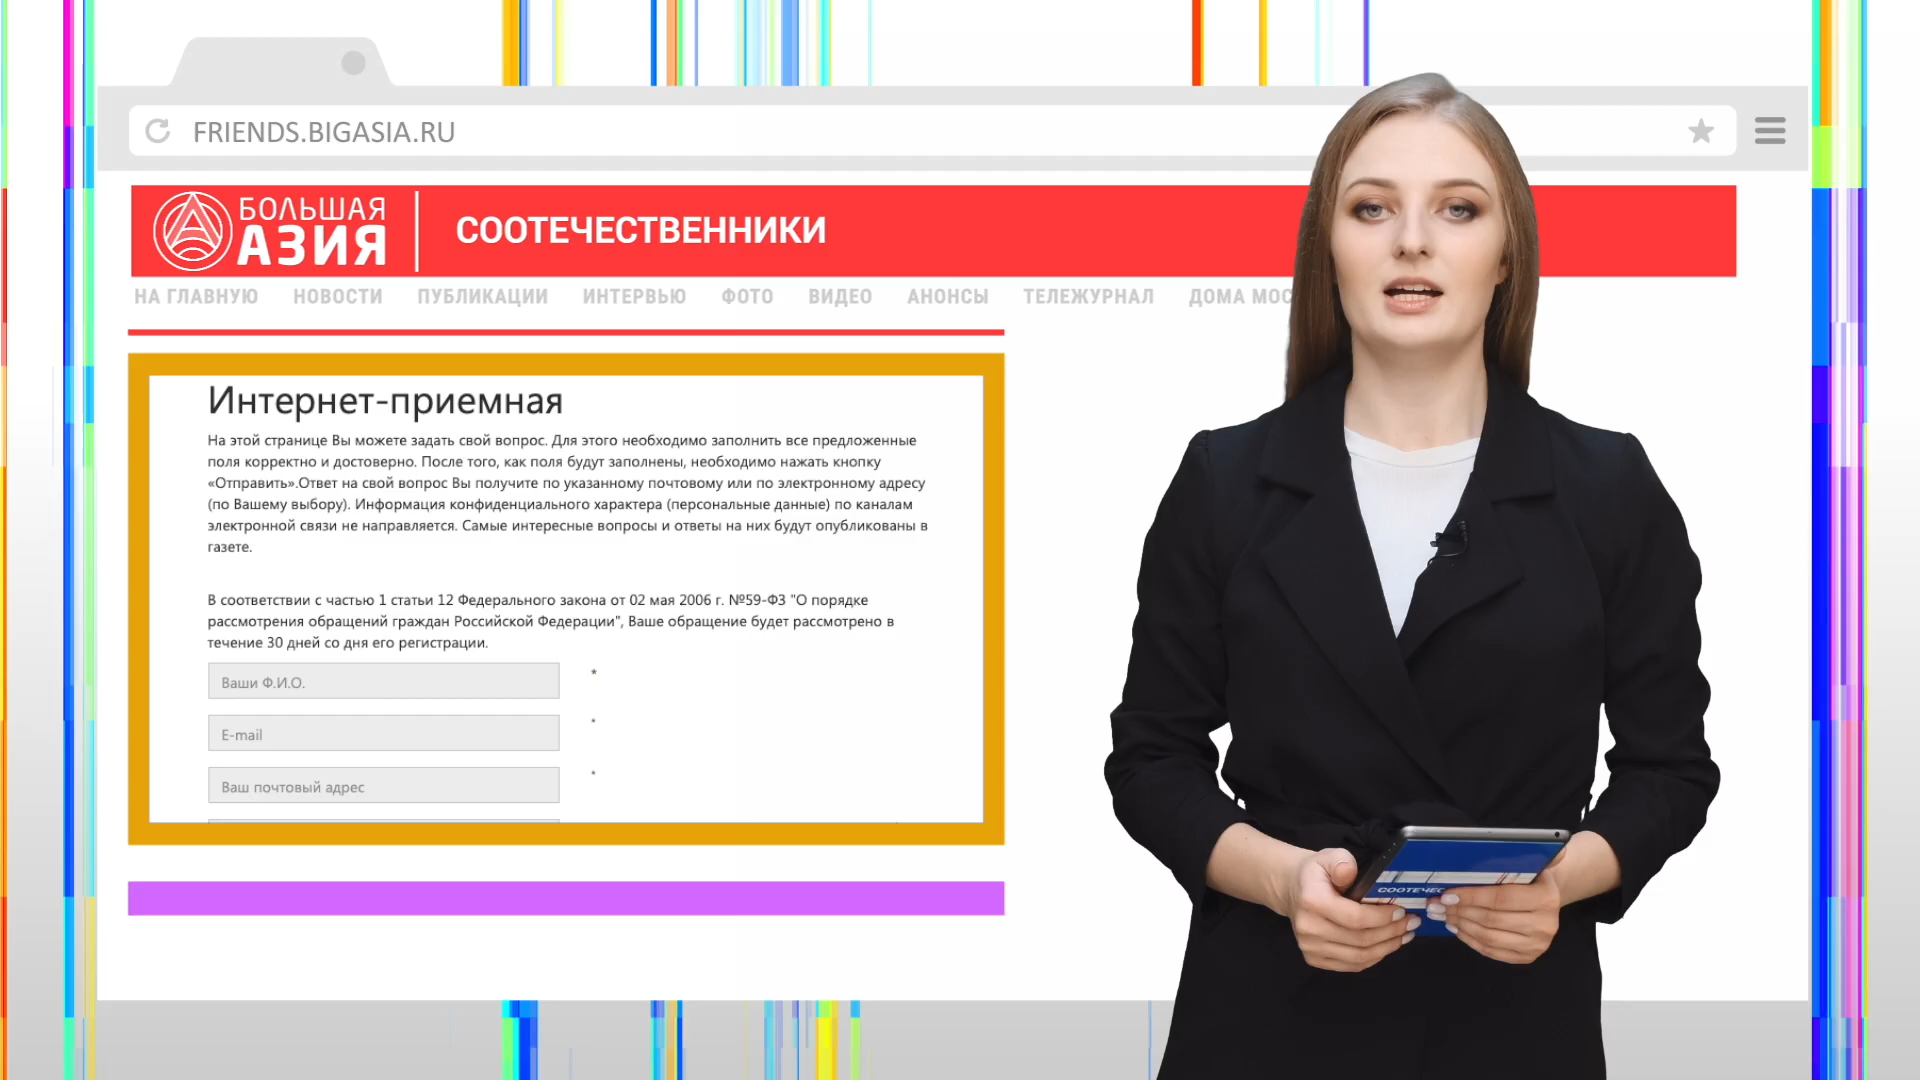 FRIENDS.BIGASIA.RU
БОЛЬШАЯ
АЗИЯ
СООТЕЧЕСТВЕННИКИ
НА ГЛАВНУЮ НОВОСТИ ПУБЛИКАЦИИ ИНТЕРВЬЮ ФОТО ВИДЕО АНОНСЫ ТЕЛЕЖУРНАЛ ДОМА МОС
Интернет-приемная
На этой странице Вы можете задать свой вопрос. Для этого необходимо заполнить все предложенные
поля корректно и достоверно. После того, как поля будут заполнены, необходимо нажать кнопку
«Отправить».Ответ на свой вопрос Вы получите по указанному почтовому или по электронному адресу
(по Вашему выбору). Информация конфиденциального характера (персональные данные) по каналам
электронной связи не направляется. Самые интересные вопросы и ответы на них будут опубликованы в
газете.
В соответствии с частью 1 статьи 12 Федерального закона от 02 мая 2006 г. №59-ФЗ "О порядке
рассмотрения обращений граждан Российской Федерации", Ваше обращение будет рассмотрено в
течение 30 дней со дня его регистрации.
Ваши Ф.И.О. *
E-mail *
Ваш почтовый адрес *
СООТЕЧЕС